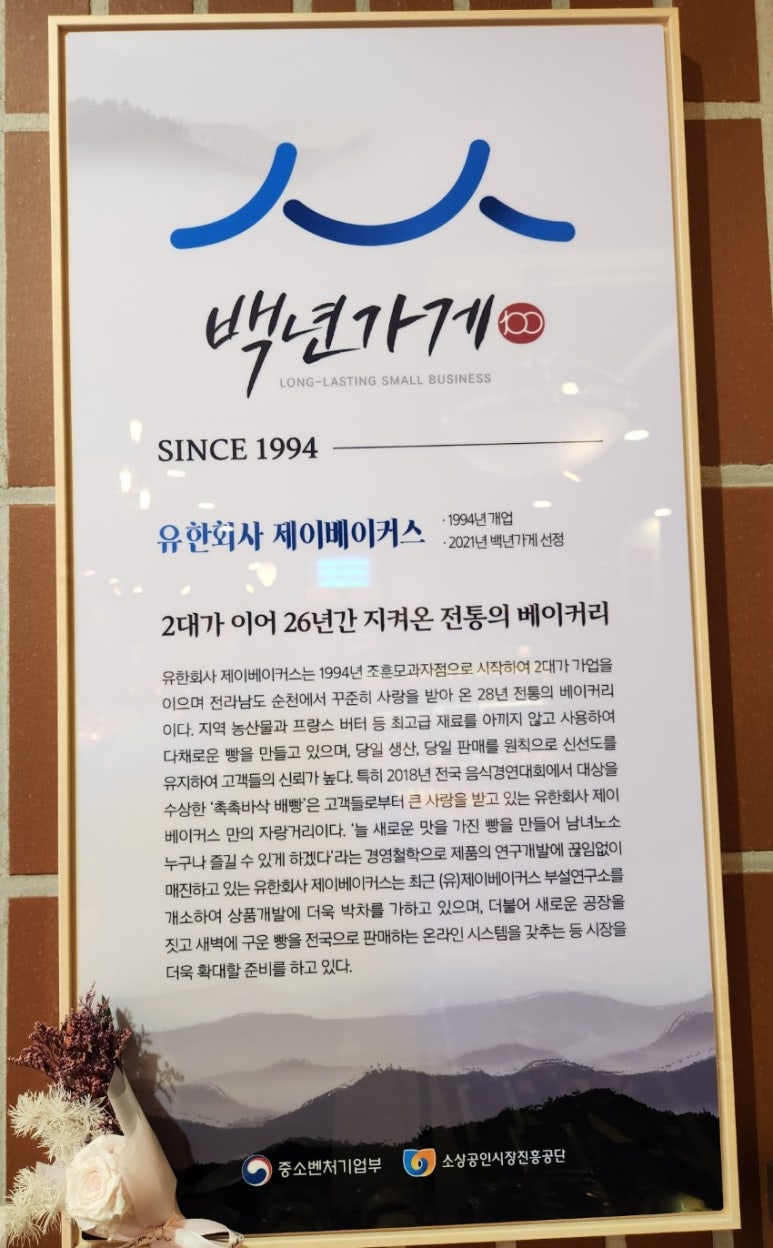 백년가게 100
LONG-LASTING SMALL BUSINESS
SINCE 1994
유한회사 제이베이커스
· 1994년 개업
· 2021년 백년가게 선정
2대가 이어 26년간 지켜온 전통의 베이커리
유한회사 제이베이커스는 1994년 조훈모과자점으로 시작하여 2대가 가업을
이으며 전라남도 순천에서 꾸준히 사랑을 받아 온 28년 전통의 베이커리
이다. 지역 농산물과 프랑스 버터 등 최고급 재료를 아끼지 않고 사용하여
다채로운 빵을 만들고 있으며, 당일 생산, 당일 판매를 원칙으로 신선도를
유지하여 고객들의 신뢰가 높다. 특히 2018년 전국 음식경연대회에서 대상을
수상한 ‘촉촉바삭 배빵’은 고객들로부터 큰 사랑을 받고 있는 유한회사 제이
베이커스 만의 자랑거리이다. ‘늘 새로운 맛을 가진 빵을 만들어 남녀노소
누구나 즐길 수 있게 하겠다’라는 경영철학으로 제품의 연구개발에 끊임없이
매진하고 있는 유한회사 제이베이커스는 최근 (유)제이베이커스 부설연구소를
개소하여 상품개발에 더욱 박차를 가하고 있으며, 더불어 새로운 공장을
짓고 새벽에 구운 빵을 전국으로 판매하는 온라인 시스템을 갖추는 등 시장을
더욱 확대할 준비를 하고 있다.
중소벤처기업부
소상공인시장진흥공단